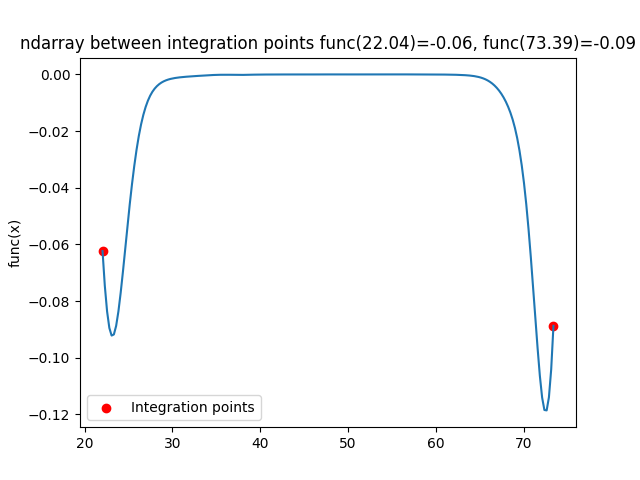 ndarray between integration points func(22.04)=-0.06, func(73.39)=-0.09
0.00
−0.02
−0.04
−0.06
−0.08
−0.10
−0.12
func(x)
Integration points
20 30 40 50 60 70